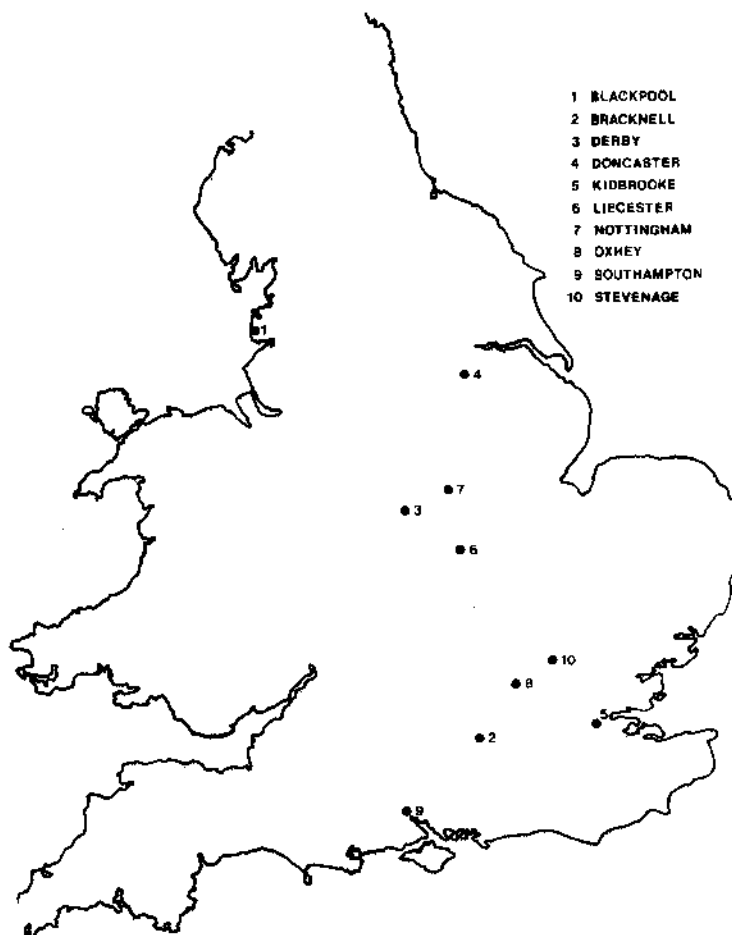 1 BLACKPOOL
2 BRACKNELL
3 DERBY
4 DONCASTER
5 KIDBROOKE
6 LIECESTER
7 NOTTINGHAM
8 OXHEY
9 SOUTHAMPTON
10 STEVENAGE
1
4
7
3
6
10
8
5
2
9